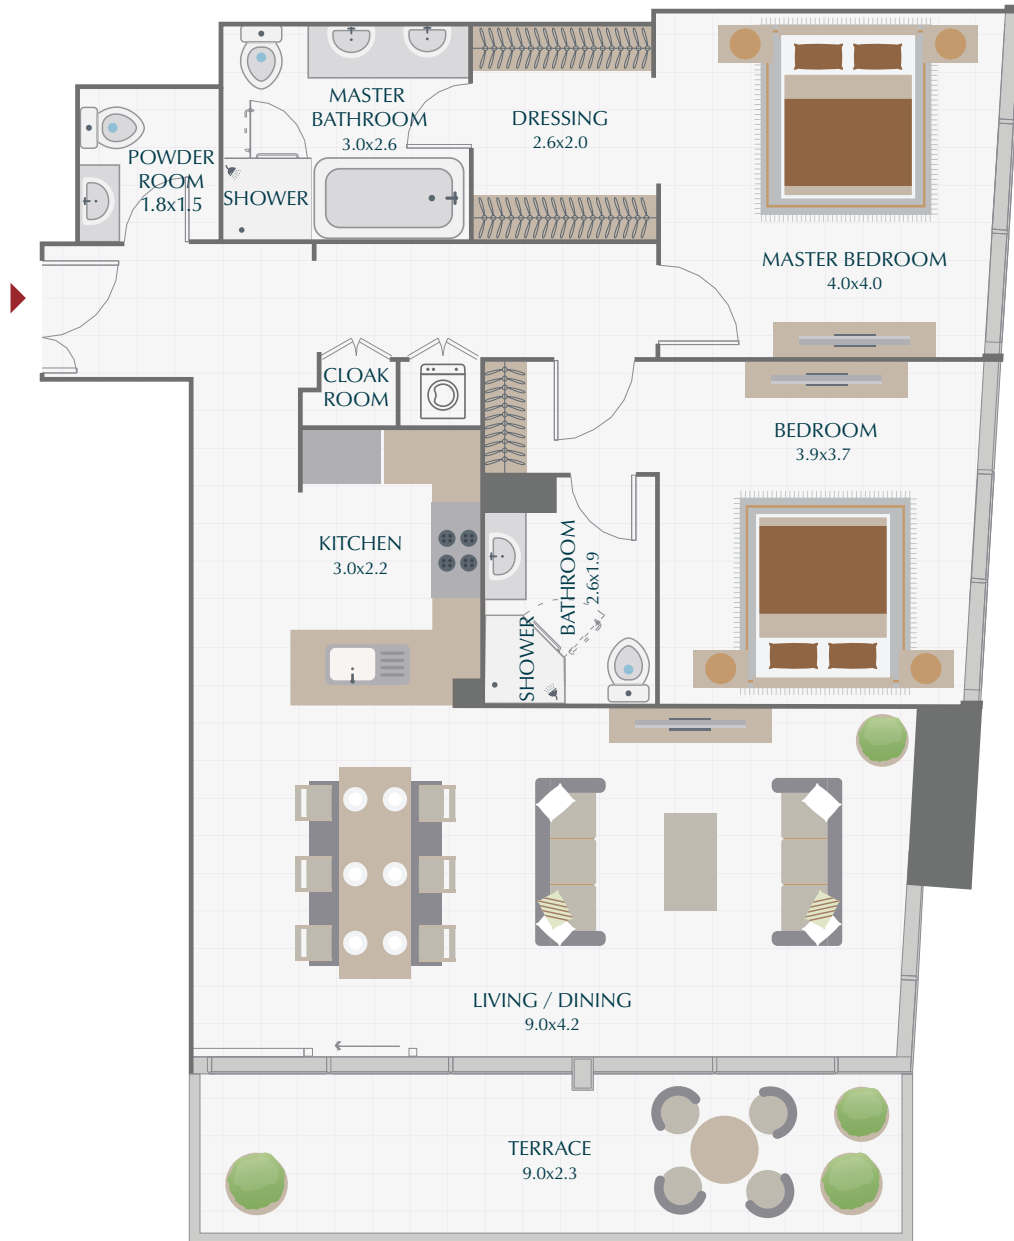 MASTER
BATHROOM
3.0x2.6
DRESSING
2.6x2.0
POWDER
ROOM
1.8x1.5
SHOWER
MASTER BEDROOM
4.0x4.0
CLOAK
ROOM
BEDROOM
3.9x3.7
KITCHEN
3.0x2.2
BATHROOM
2.6x1.9
SHOWER
LIVING / DINING
9.0x4.2
TERRACE
9.0x2.3